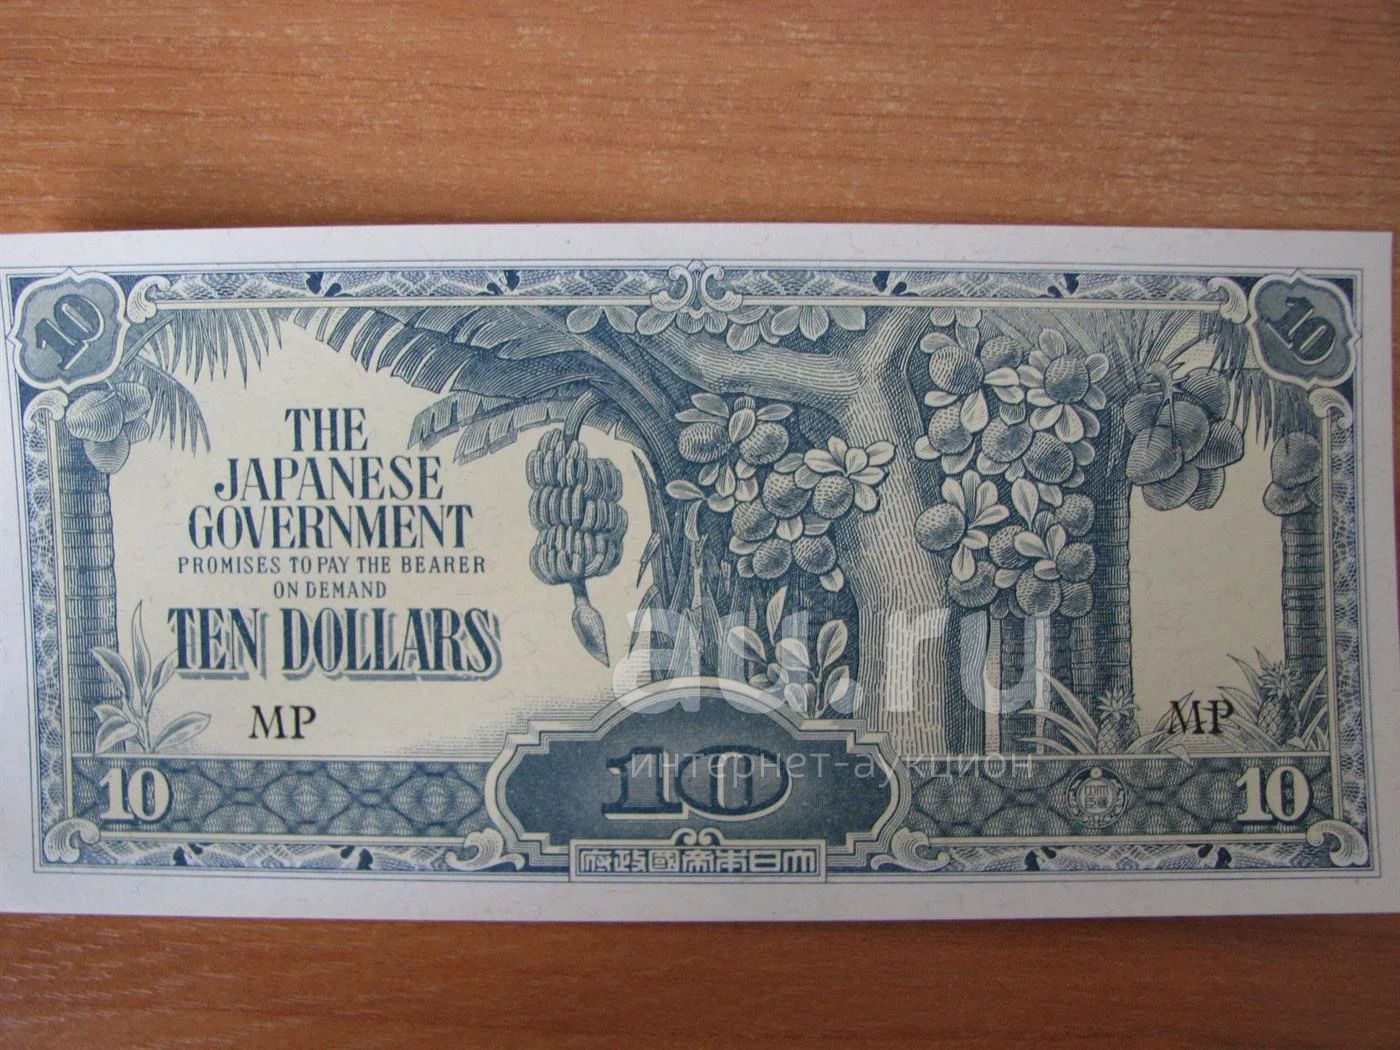 10
10
THE
JAPANESE
GOVERNMENT
PROMISES TO PAY THE BEARER
ON DEMAND
TEN DOLLARS
MP
MP
au.ru
интернет-аукцион
10
10
10
府政國帝本日大